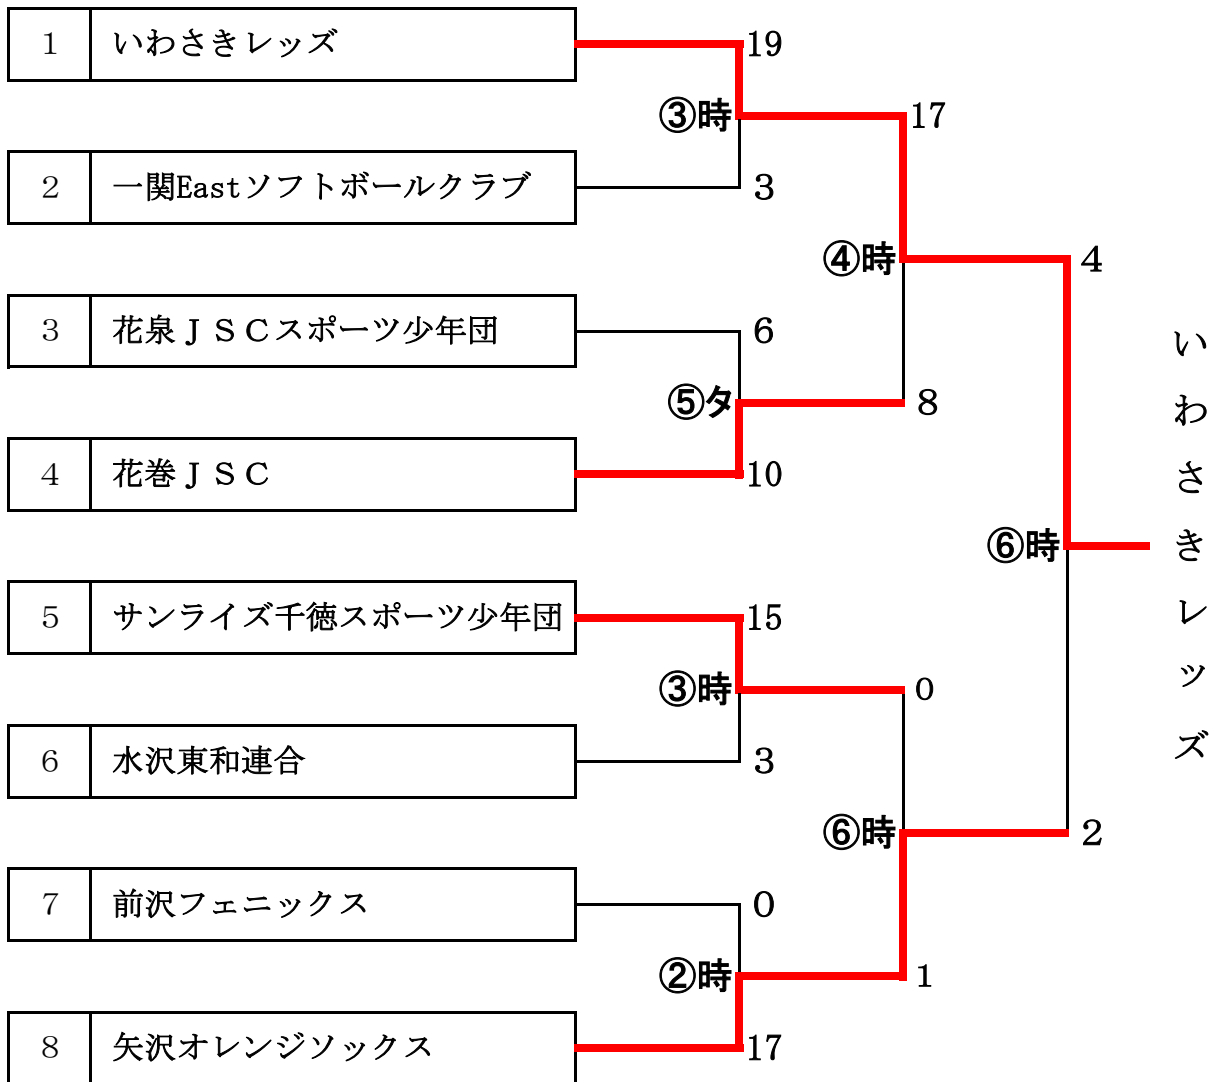 1 いわさきレッズ 19
③時 17
2 一関Eastソフトボールクラブ 3
④時 4
3 花泉ＪＳＣスポーツ少年団 6
⑤タ 8
4 花巻ＪＳＣ 10
⑥時
いわさきレッズ
5 サンライズ千徳スポーツ少年団 15
③時 0
6 水沢東和連合 3
⑥時 2
7 前沢フェニックス 0
②時 1
8 矢沢オレンジソックス 17